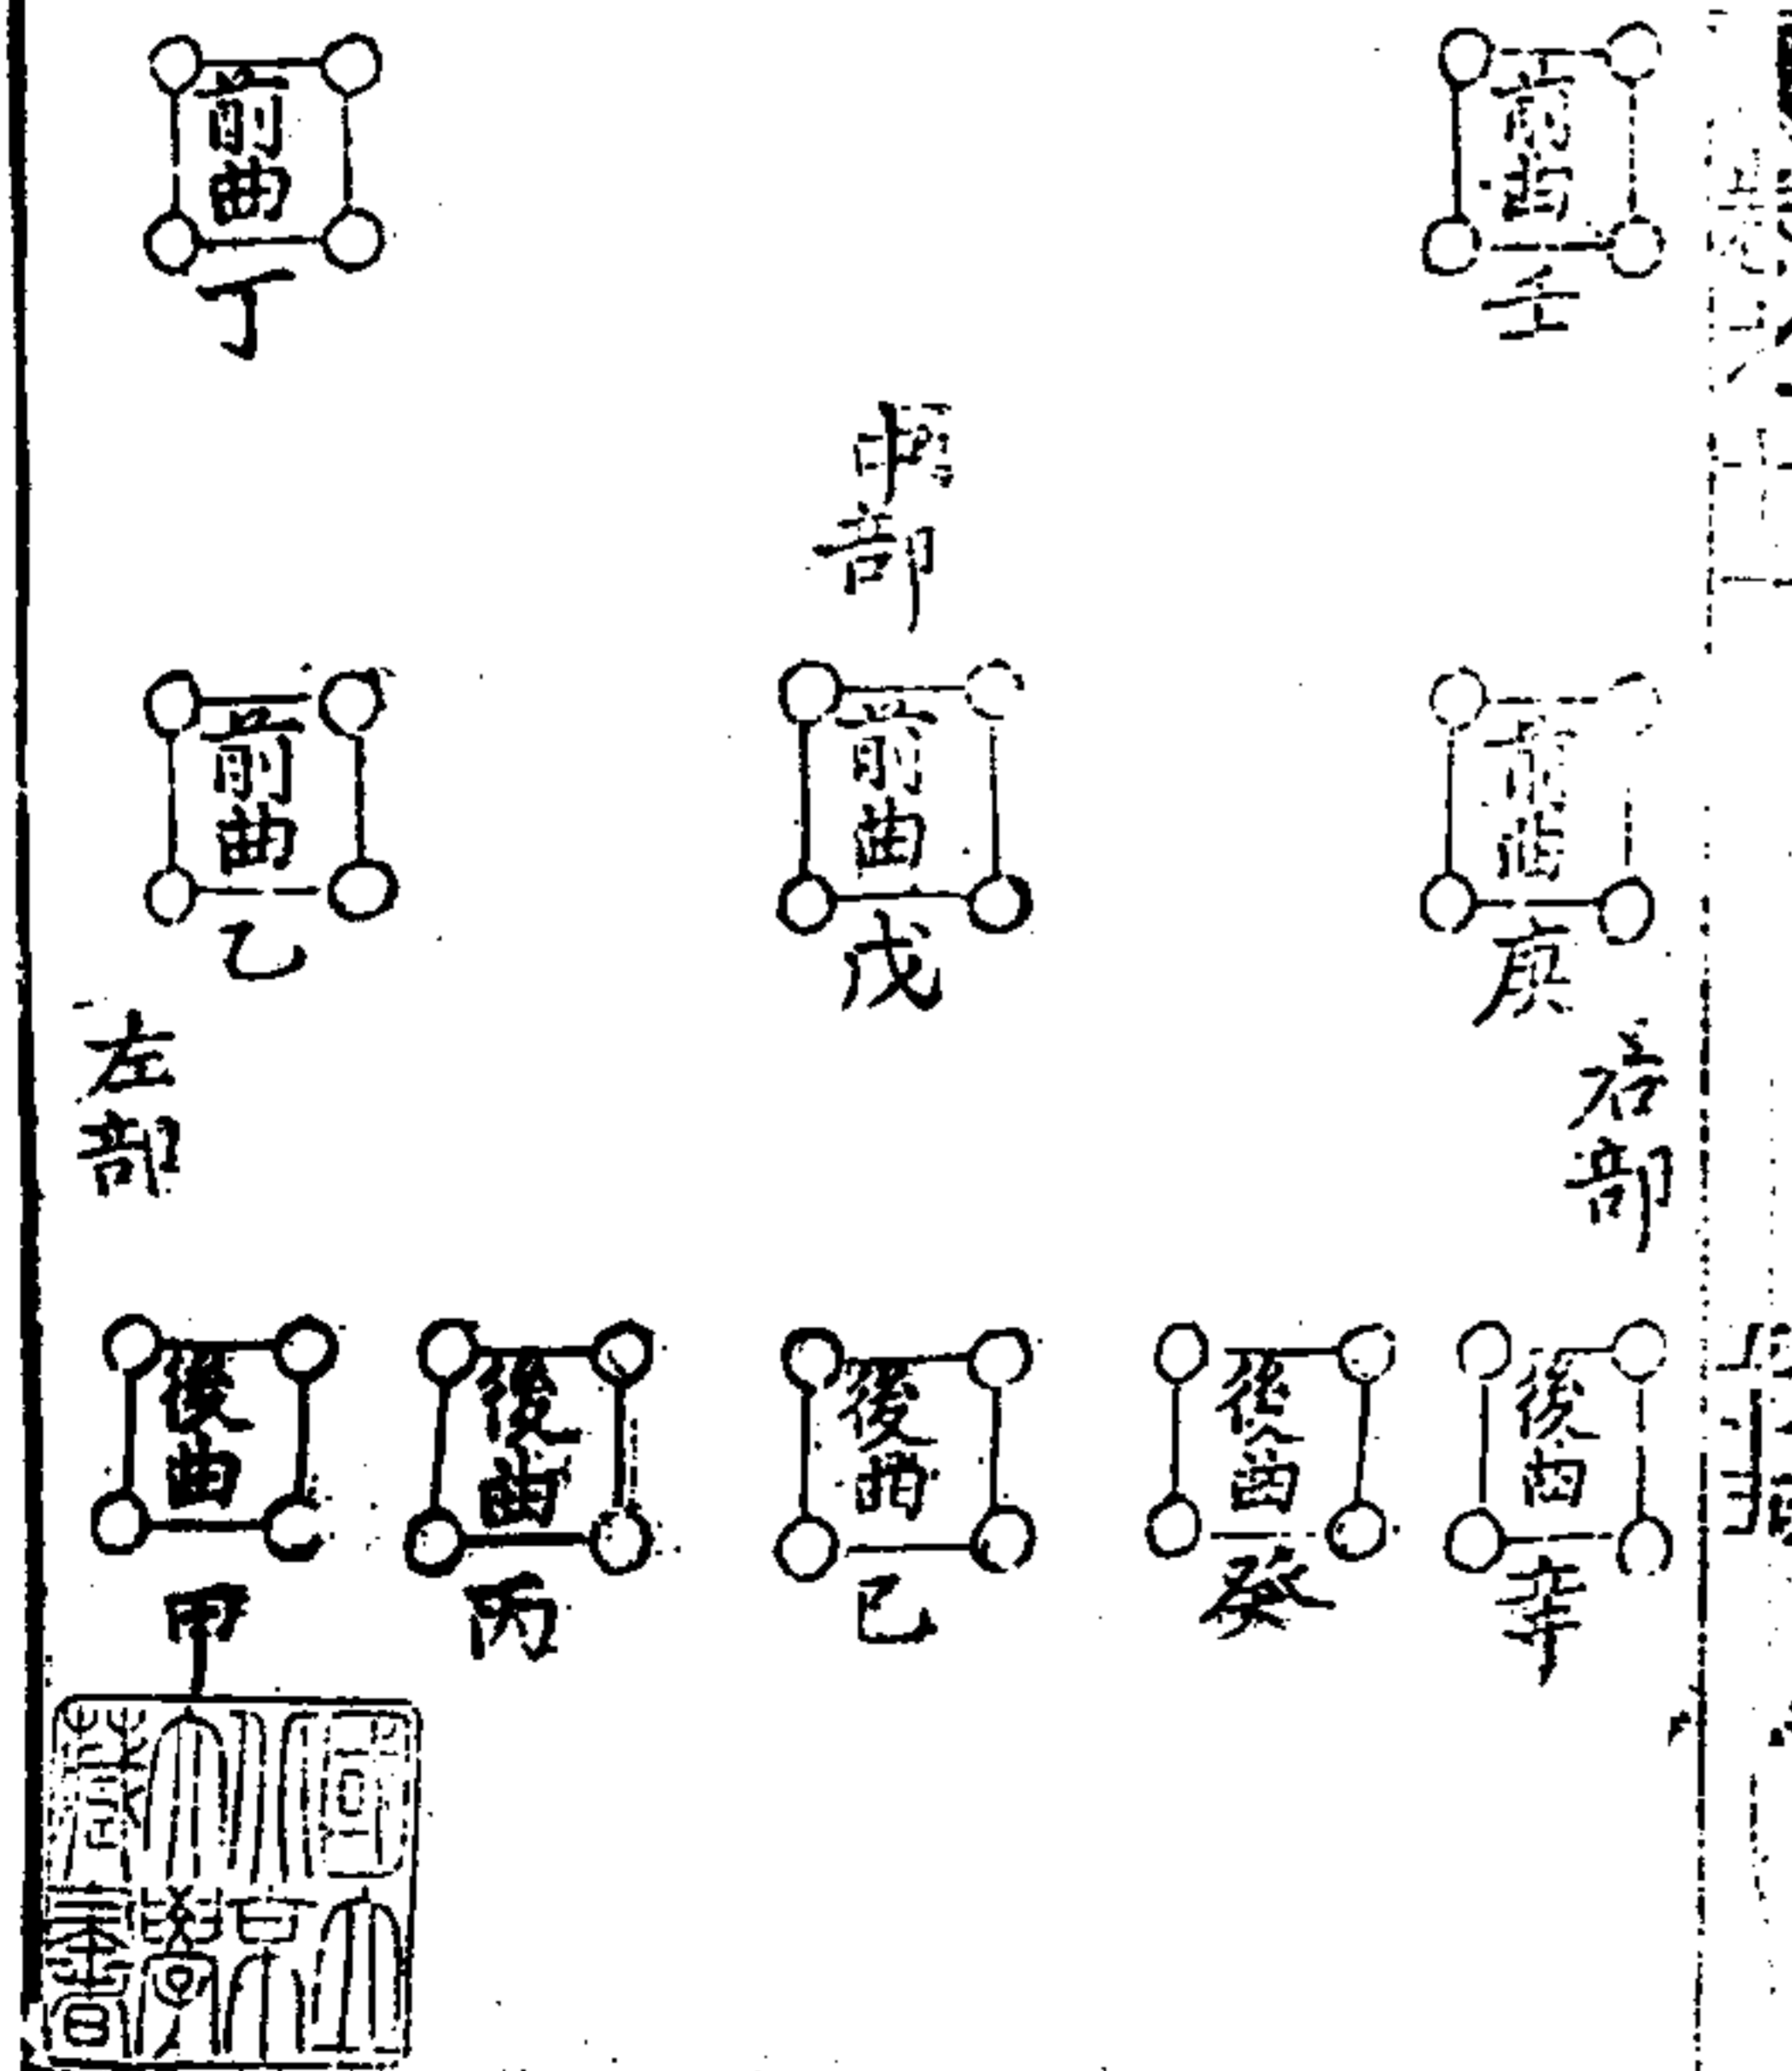 前曲
壬
前曲
丁
中部
前曲
庚
前曲
戊
前曲
乙
右部
左部
後曲
辛
後曲
癸
後曲
己
後曲
丙
後曲
甲